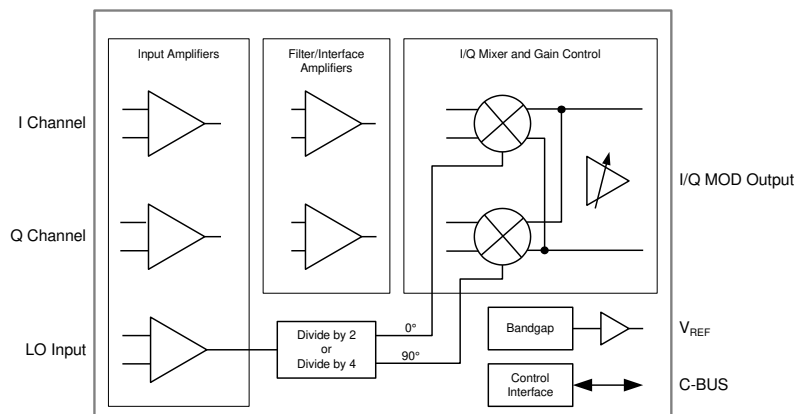 Input Amplifiers
Filter/Interface
Amplifiers
I/Q Mixer and Gain Control
I Channel
I/Q MOD Output
Q Channel
LO Input
Divide by 2
or
Divide by 4
0°
90°
Bandgap
VREF
Control
Interface
C-BUS